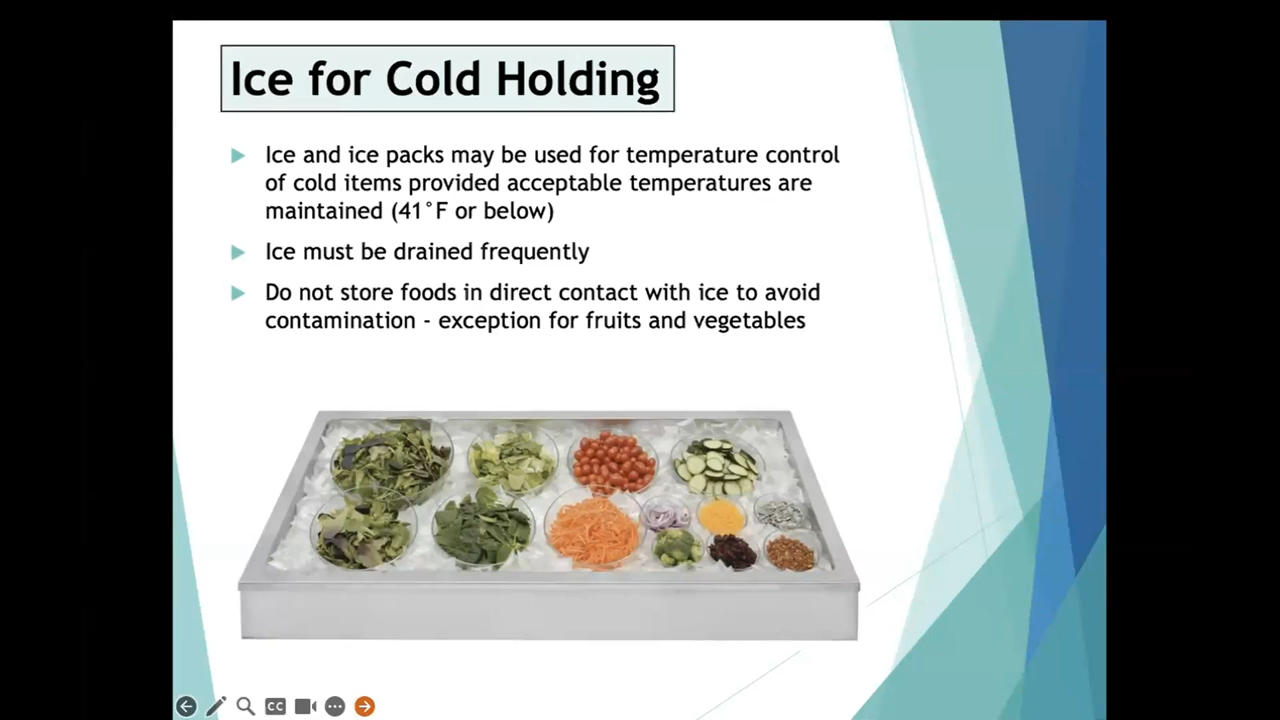 Ice for Cold Holding
Ice and ice packs may be used for temperature control
of cold items provided acceptable temperatures are
maintained (41°F or below)
Ice must be drained frequently
Do not store foods in direct contact with ice to avoid
contamination - exception for fruits and vegetables
CC